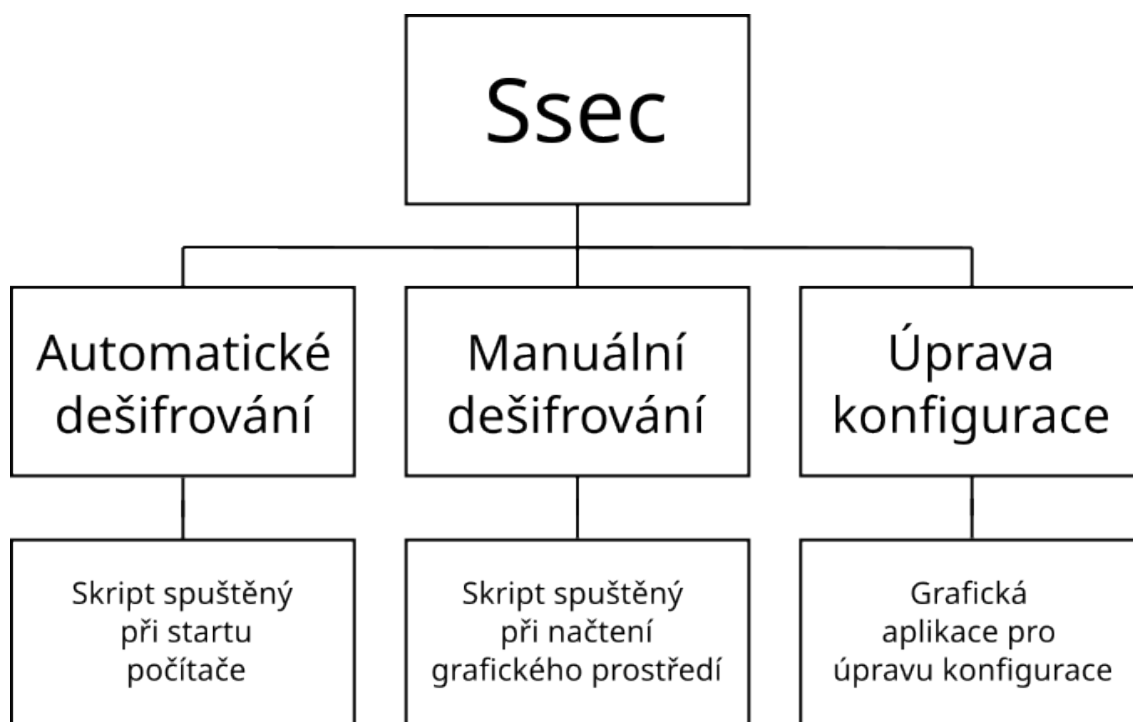 Ssec
Automatické
dešifrování
Manuální
dešifrování
Úprava
konfigurace
Skript spuštěný
při startu
počítače
Skript spuštěný
při načtení
grafického prostředí
Grafická
aplikace pro
úpravu konfigurace